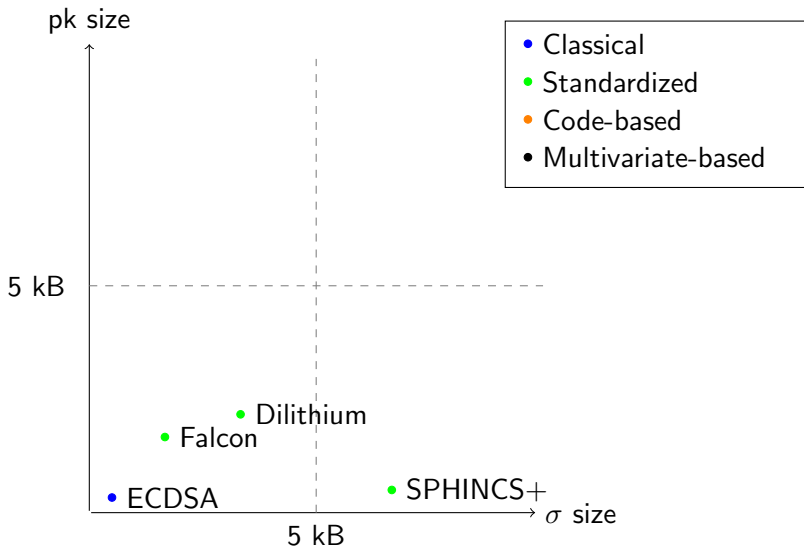 pk size
Classical
Standardized
Code-based
Multivariate-based
5 kB
Dilithium
Falcon
SPHINCS+
ECDSA
σ size
5 kB